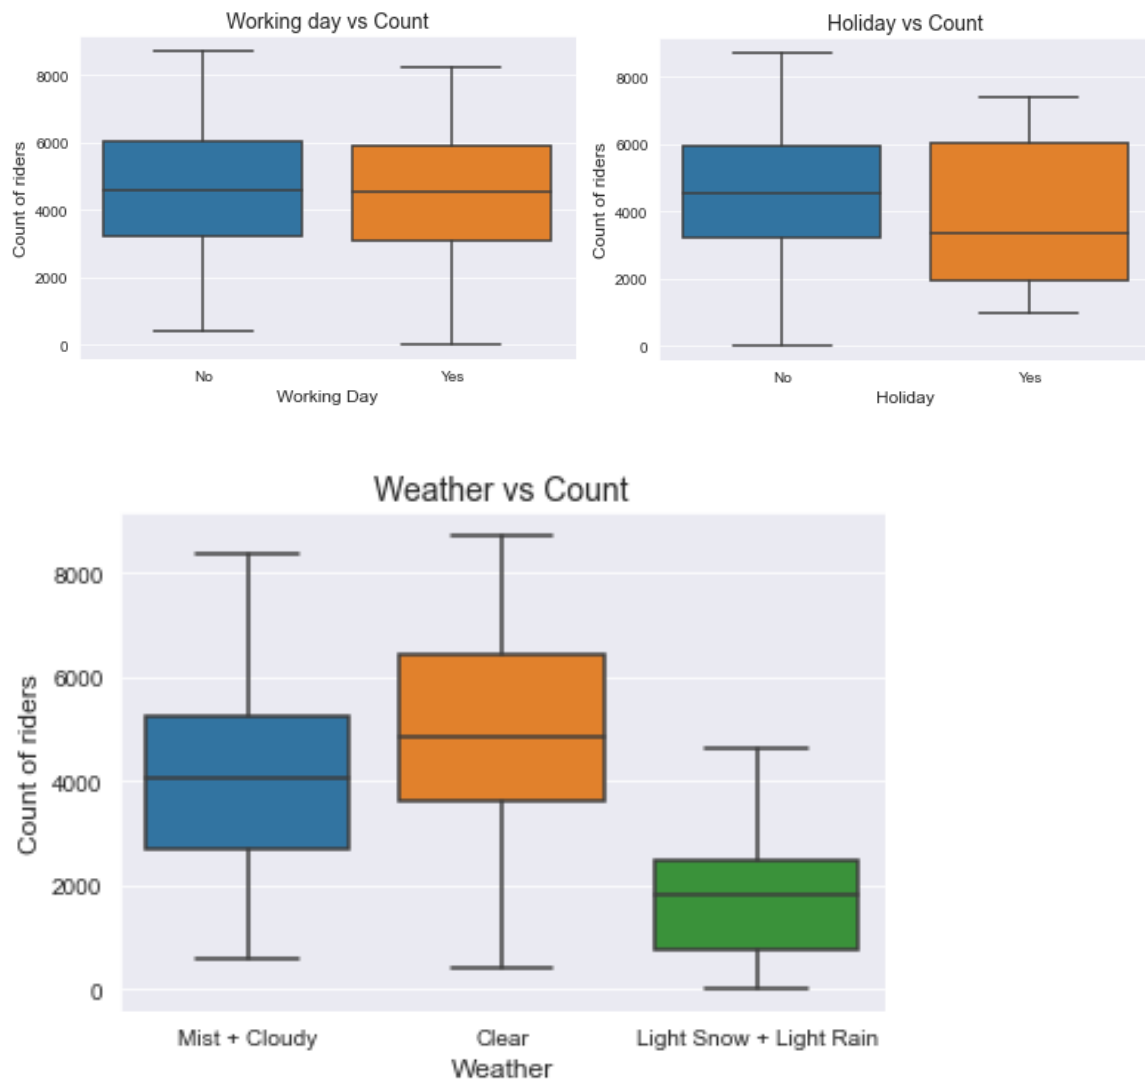 Working day vs Count
Count of riders
8000
6000
4000
2000
0
No
Yes
Working Day
Holiday vs Count
Count of riders
8000
6000
4000
2000
0
No
Yes
Holiday
Weather vs Count
Count of riders
8000
6000
4000
2000
0
Mist + Cloudy
Clear
Light Snow + Light Rain
Weather